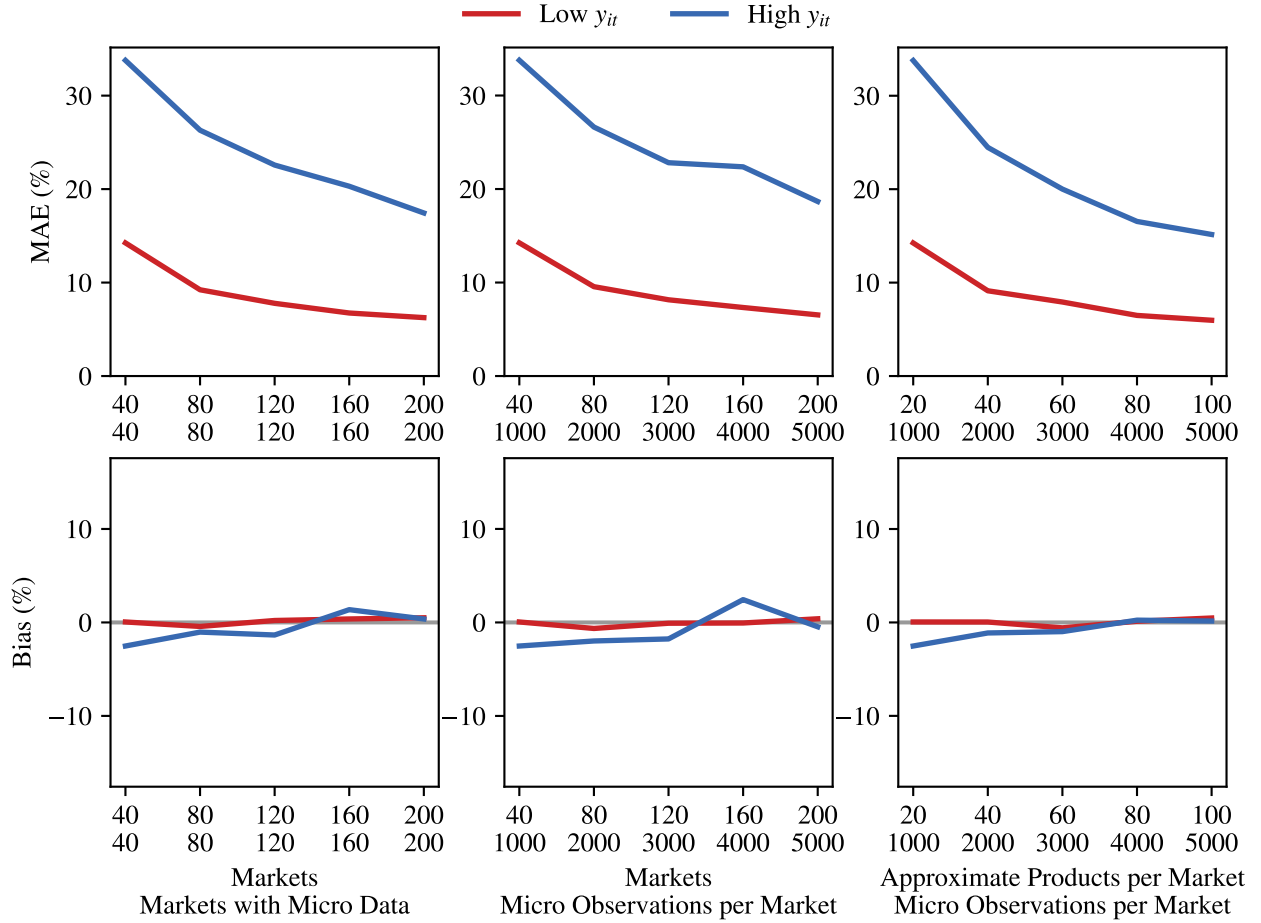 Low y_it High y_it
MAE (%)
30 30 30
20 20 20
10 10 10
0 0 0
40 80 120 160 200 40 80 120 160 200 20 40 60 80 100
40 80 120 160 200 1000 2000 3000 4000 5000 1000 2000 3000 4000 5000
Bias (%)
10 10 10
0 0 0
−10 −10 −10
40 80 120 160 200 40 80 120 160 200 20 40 60 80 100
40 80 120 160 200 1000 2000 3000 4000 5000 1000 2000 3000 4000 5000
Markets Markets Approximate Products per Market
Markets with Micro Data Micro Observations per Market Micro Observations per Market